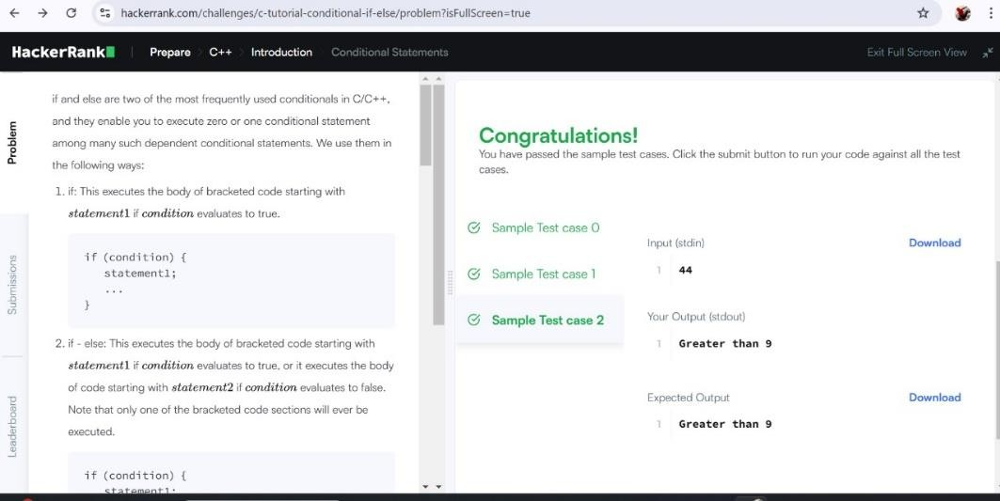 hackerrank.com/challenges/c-tutorial-conditional-if-else/problem?isFullScreen=true
HackerRank | Prepare > C++ > Introduction > Conditional Statements
Exit Full Screen View
Problem
Submissions
Leaderboard
if and else are two of the most frequently used conditionals in C/C++,
and they enable you to execute zero or one conditional statement
among many such dependent conditional statements. We use them in
the following ways:
1. if: This executes the body of bracketed code starting with
statement1 if condition evaluates to true.
if (condition) {
statement1;
...
}
2. if - else: This executes the body of bracketed code starting with
statement1 if condition evaluates to true, or it executes the body
of code starting with statement2 if condition evaluates to false.
Note that only one of the bracketed code sections will ever be
executed.
if (condition) {
statement1;
Congratulations!
You have passed the sample test cases. Click the submit button to run your code against all the test
cases.
Sample Test case 0
Sample Test case 1
Sample Test case 2
Input (stdin)
Download
1 44
Your Output (stdout)
1 Greater than 9
Expected Output
Download
1 Greater than 9